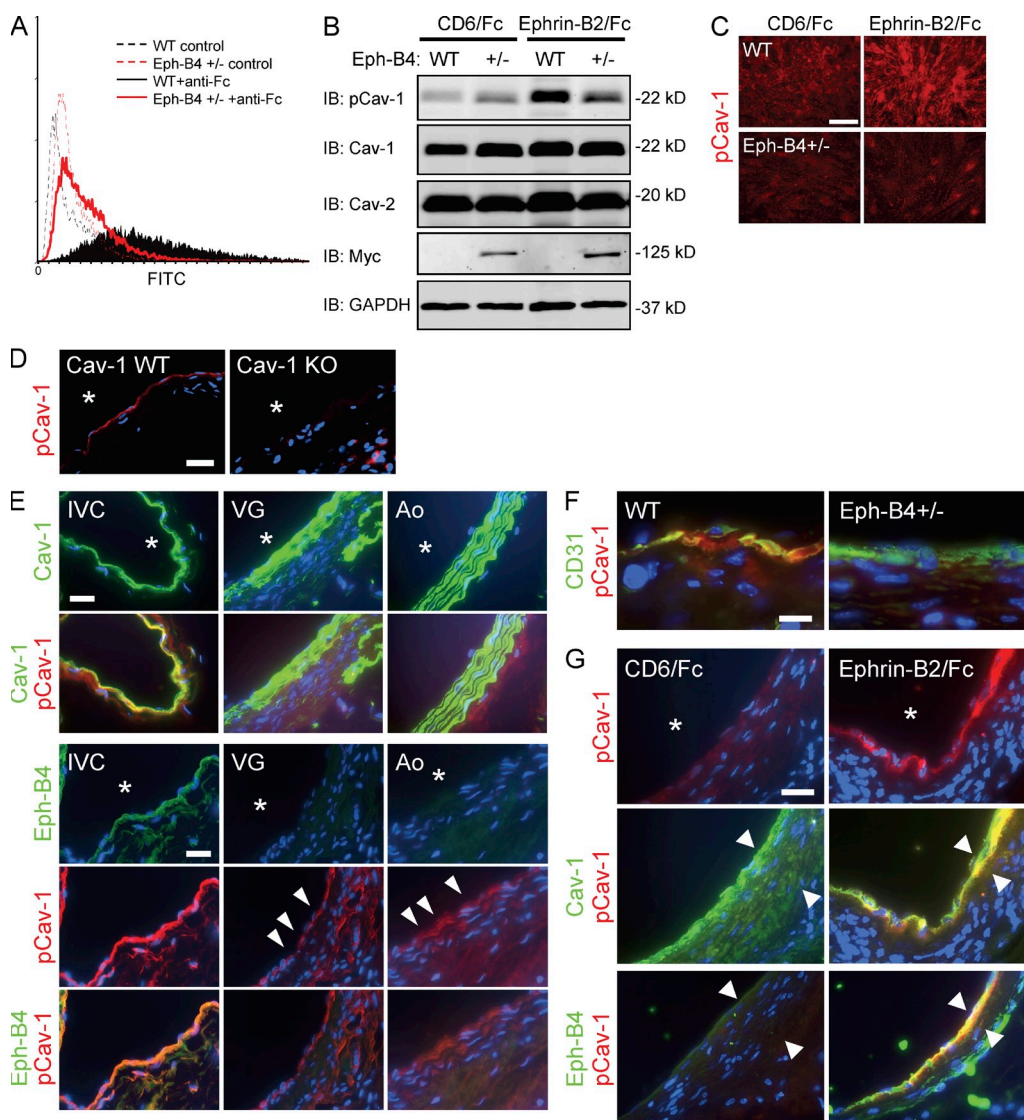 A
WT control
Eph-B4 +/- control
WT+anti-Fc
Eph-B4 +/- +anti-Fc
0
FITC
B
CD6/Fc Ephrin-B2/Fc
Eph-B4: WT +/- WT +/-
IB: pCav-1 -22 kD
IB: Cav-1 -22 kD
IB: Cav-2 -20 kD
IB: Myc -125 kD
IB: GAPDH -37 kD
C
CD6/Fc Ephrin-B2/Fc
pCav-1
WT
Eph-B4+/-
D
pCav-1
Cav-1 WT Cav-1 KO
* *
E
Cav-1
IVC VG Ao
* * *
Cav-1
pCav-1
Eph-B4
IVC VG Ao
* * *
pCav-1
Eph-B4
pCav-1
F
CD31
pCav-1
WT Eph-B4+/-
G
pCav-1
CD6/Fc Ephrin-B2/Fc
* *
Cav-1
pCav-1
Eph-B4
pCav-1